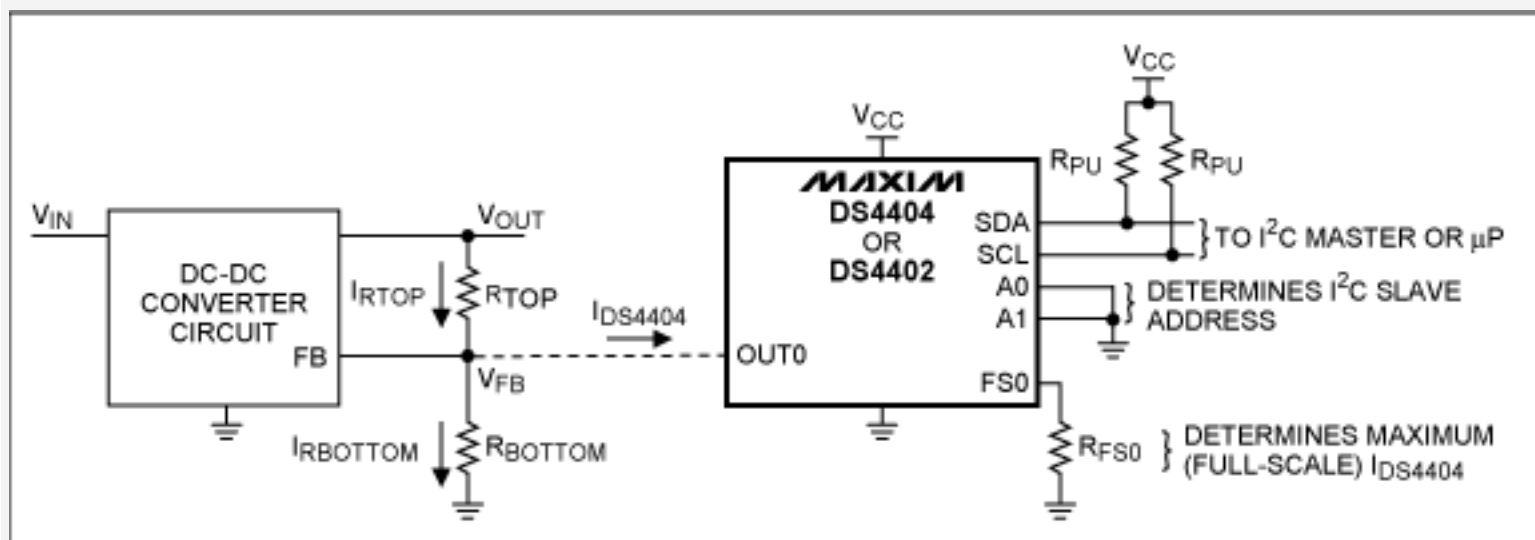 VCC
VCC
RPU
RPU
MAXIM
DS4404
OR
DS4402
SDA
SCL
A0
A1
FS0
OUT0
} TO I²C MASTER OR µP
} DETERMINES I²C SLAVE
ADDRESS
RFS0
} DETERMINES MAXIMUM
(FULL-SCALE) IDS4404
VIN
VOUT
DC-DC
CONVERTER
CIRCUIT
FB
IRTOP
RTOP
IDS4404
VFB
IRBOTTOM
RBOTTOM